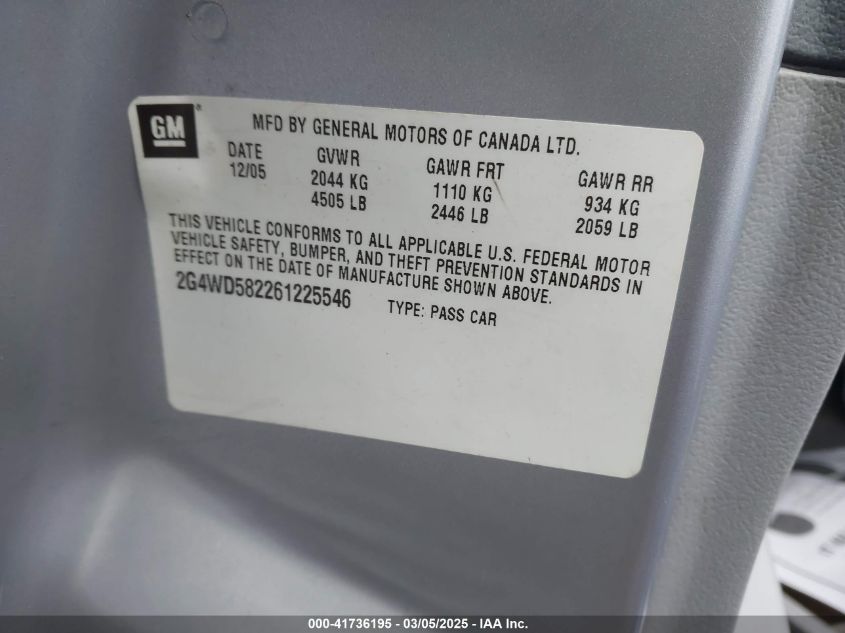 GM®
MFD BY GENERAL MOTORS OF CANADA LTD.
DATE GVWR GAWR FRT GAWR RR
12/05 2044 KG 1110 KG 934 KG
4505 LB 2446 LB 2059 LB
THIS VEHICLE CONFORMS TO ALL APPLICABLE U.S. FEDERAL MOTOR
VEHICLE SAFETY, BUMPER, AND THEFT PREVENTION STANDARDS IN
EFFECT ON THE DATE OF MANUFACTURE SHOWN ABOVE.
2G4WD582261225546 TYPE: PASS CAR
000-41736195 - 03/05/2025 - IAA Inc.